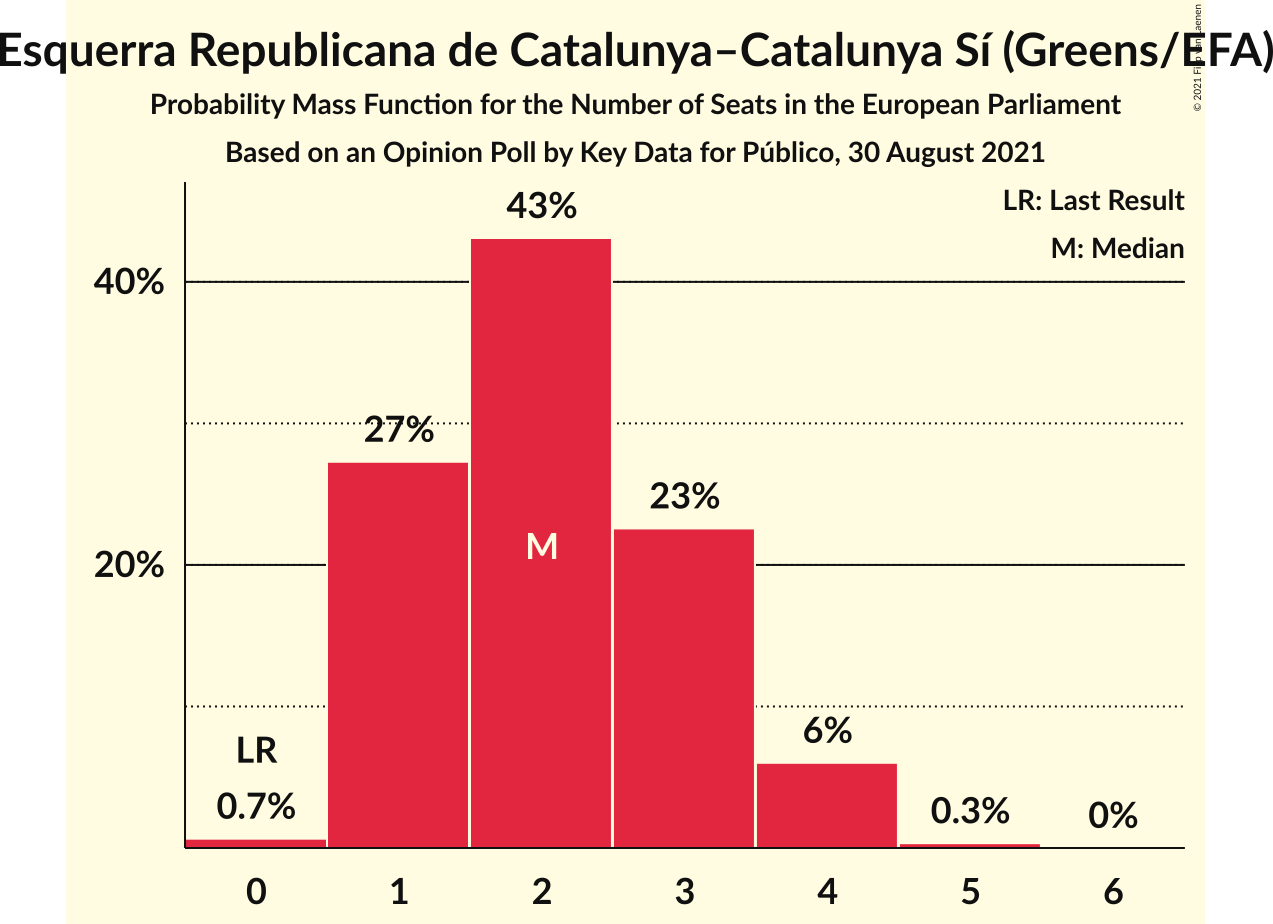 Esquerra Republicana de Catalunya–Catalunya Sí (Greens/EFA)
Probability Mass Function for the Number of Seats in the European Parliament
Based on an Opinion Poll by Key Data for Público, 30 August 2021
LR: Last Result
M: Median
43%
40%
27%
23%
M
20%
LR
6%
0.7%
0.3%
0%
0 1 2 3 4 5 6
© 2021